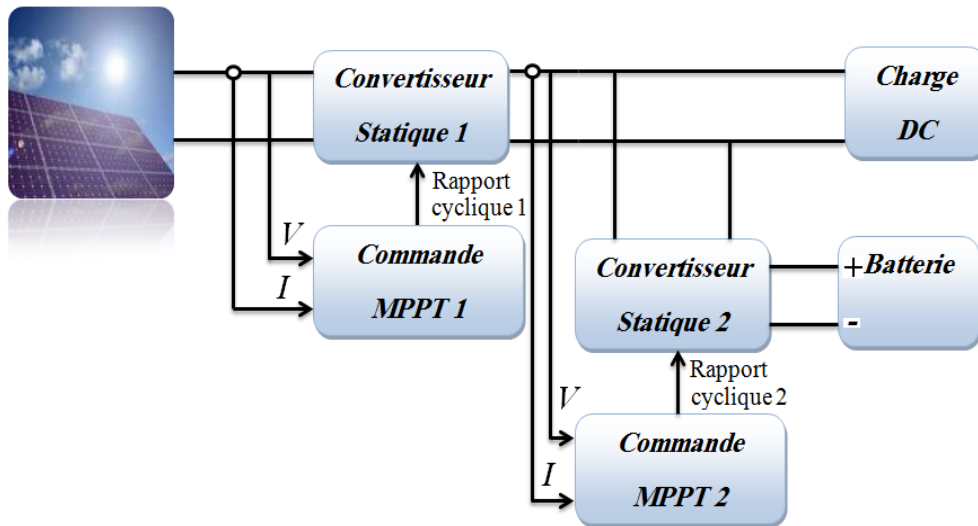 Convertisseur
Statique 1
Charge
DC
Rapport
cyclique 1
V
I
Commande
MPPT 1
Convertisseur
Statique 2
+ Batterie
-
Rapport
cyclique 2
V
I
Commande
MPPT 2